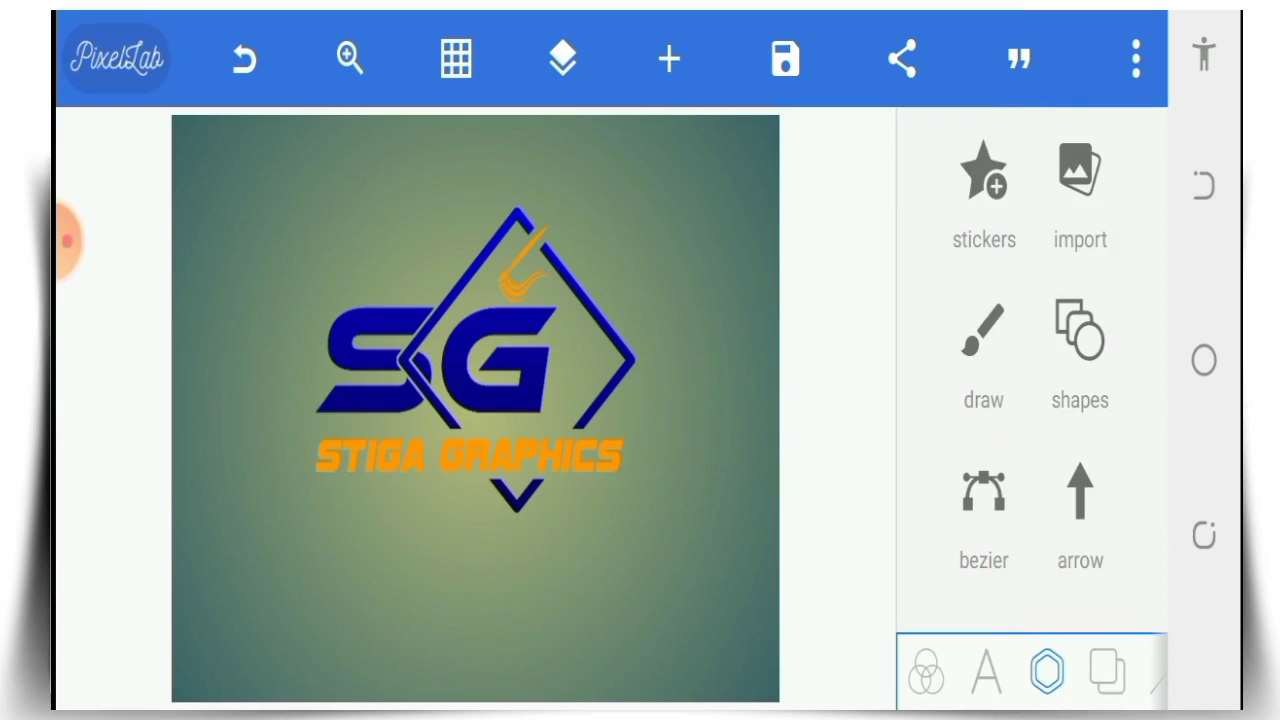 PixelLab
stickers import
draw shapes
bezier arrow
SG
STIGA GRAPHICS